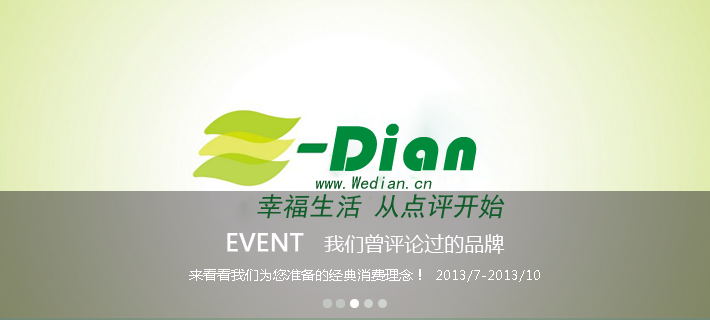 -Dian
www.Wedian.cn
幸福生活 从点评开始
EVENT 我们曾评论过的品牌
来看看我们为您准备的经典消费理念！ 2013/7-2013/10